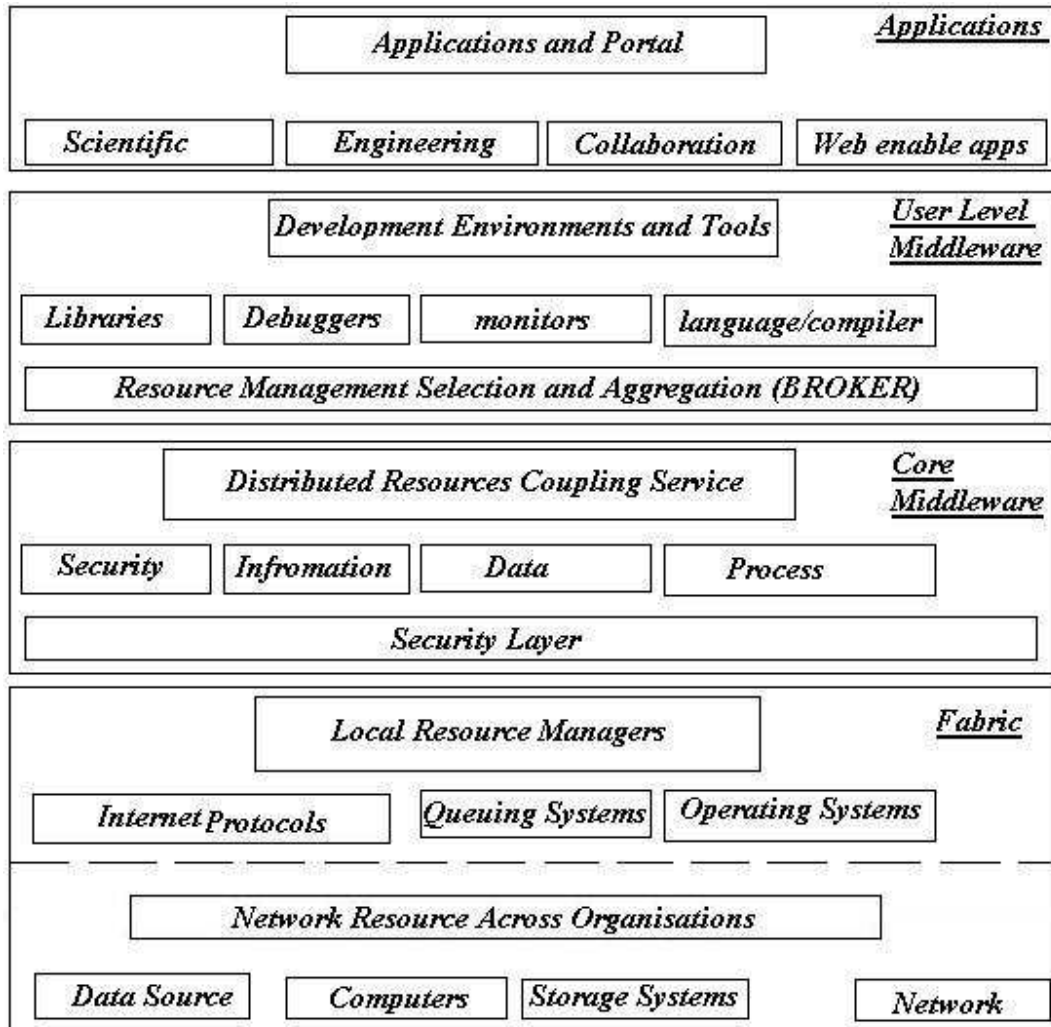 Applications
Applications and Portal
Scientific
Engineering
Collaboration
Web enable apps
User Level
Middleware
Development Environments and Tools
Libraries
Debuggers
monitors
language/compiler
Resource Management Selection and Aggregation (BROKER)
Core
Middleware
Distributed Resources Coupling Service
Security
Infromation
Data
Process
Security Layer
Fabric
Local Resource Managers
Internet Protocols
Queuing Systems
Operating Systems
Network Resource Across Organisations
Data Source
Computers
Storage Systems
Network